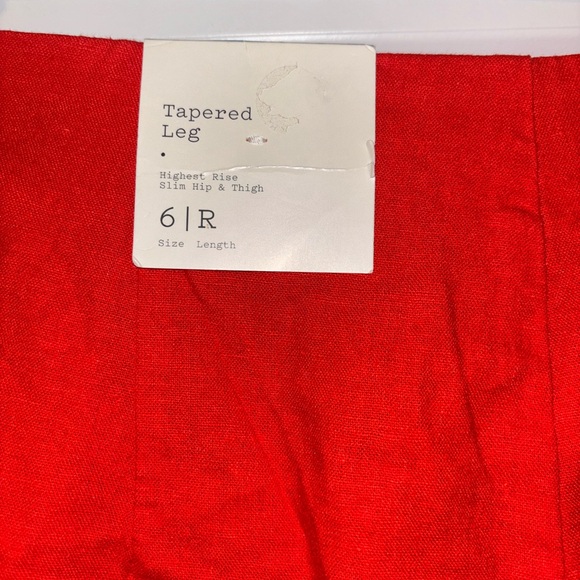 Tapered
Leg
•
Highest Rise
Slim Hip & Thigh
6|R
Size Length